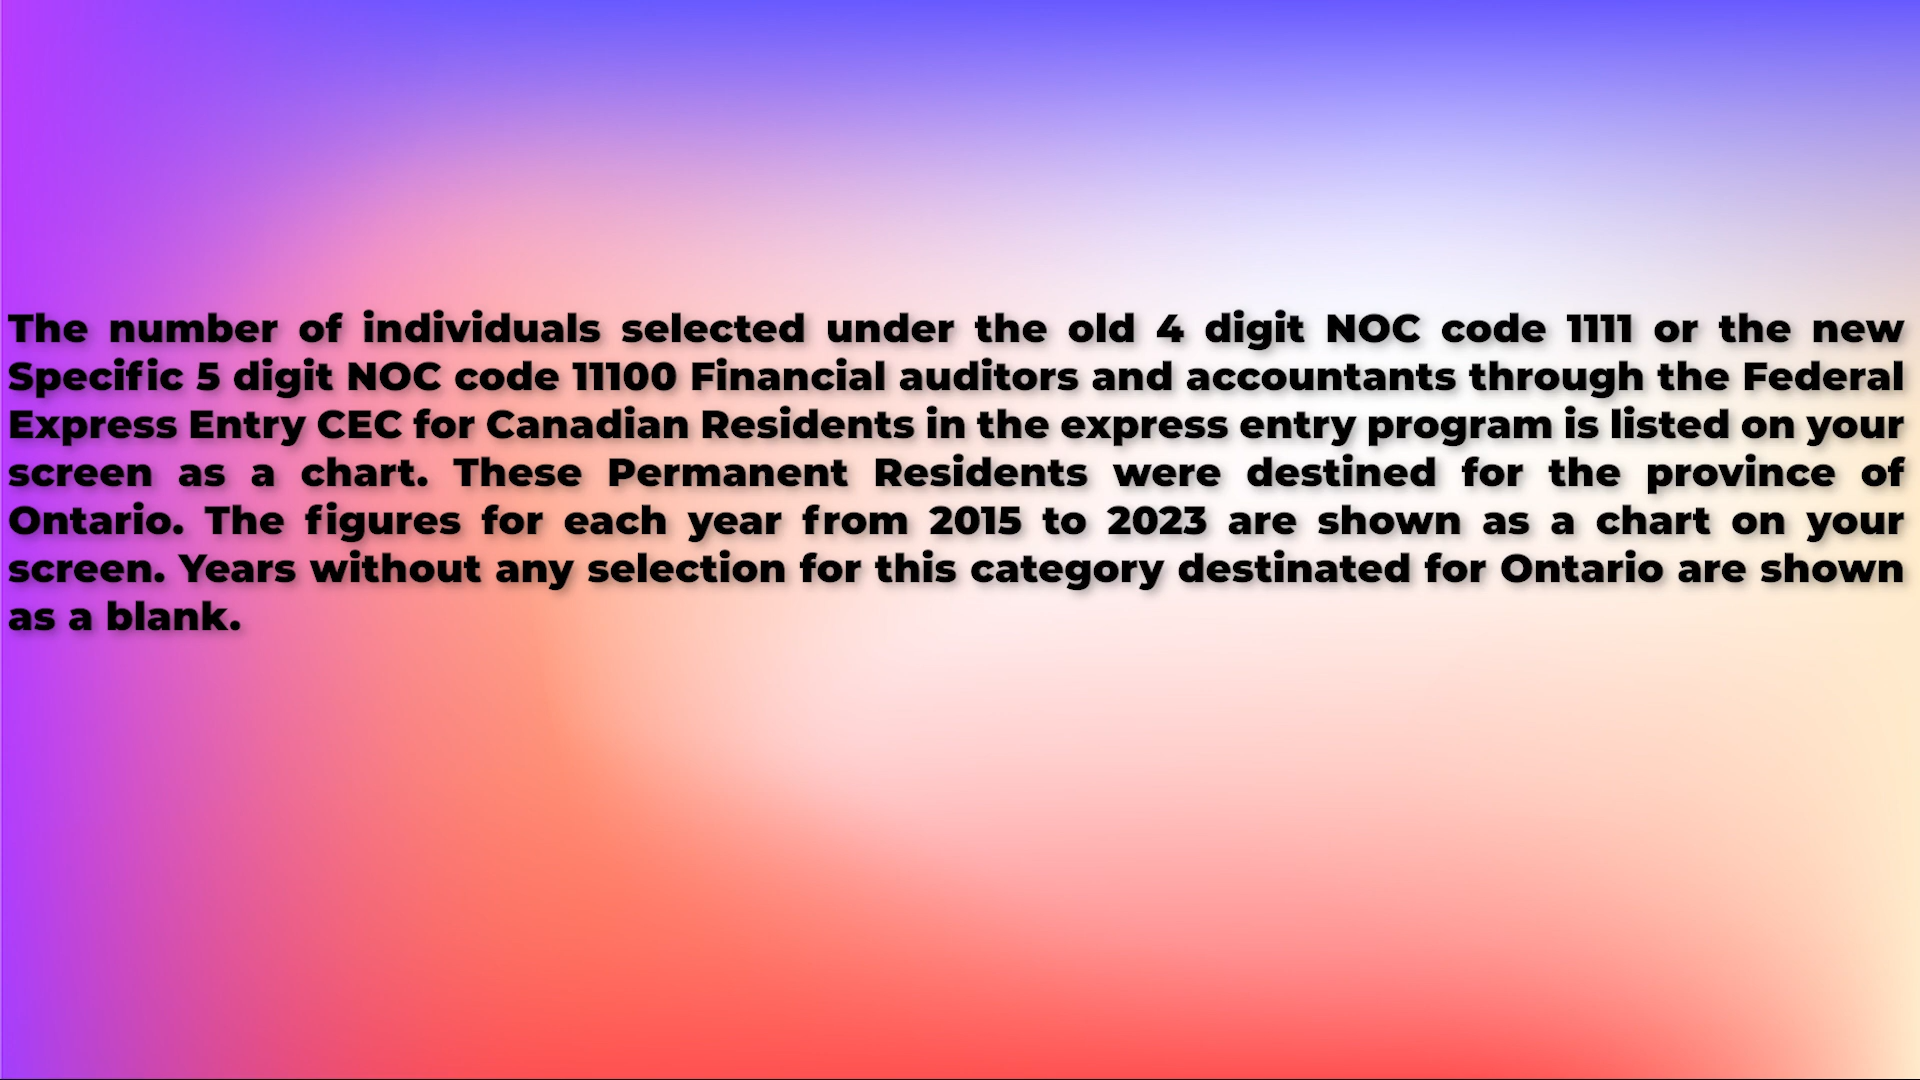 The number of individuals selected under the old 4 digit NOC code 1111 or the new
Specific 5 digit NOC code 11100 Financial auditors and accountants through the Federal
Express Entry CEC for Canadian Residents in the express entry program is listed on your
screen as a chart. These Permanent Residents were destined for the province of
Ontario. The figures for each year from 2015 to 2023 are shown as a chart on your
screen. Years without any selection for this category destinated for Ontario are shown
as a blank.